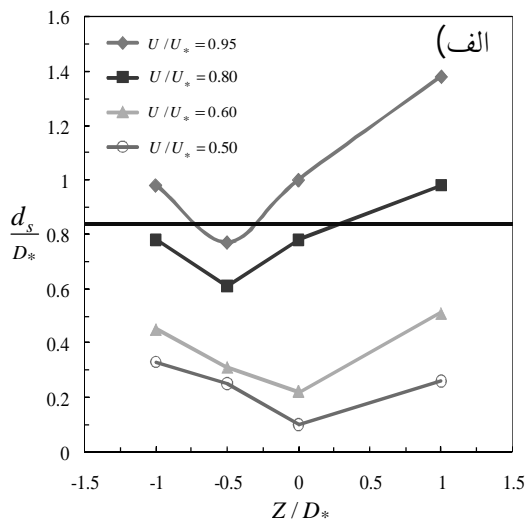 الف)
U/U* = 0.95
U/U* = 0.80
U/U* = 0.60
U/U* = 0.50
1.6
1.4
1.2
1
0.8
0.6
0.4
0.2
0
d_s
D*
-1.5 -1 -0.5 0 0.5 1 1.5
Z/D*